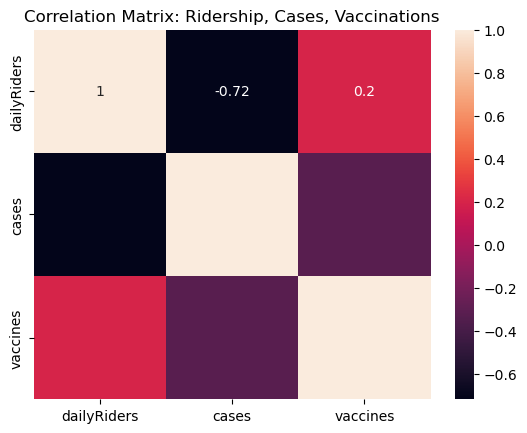 Correlation Matrix: Ridership, Cases, Vaccinations
dailyRiders
cases
vaccines
1
-0.72
0.2
dailyRiders
cases
vaccines
1.0
0.8
0.6
0.4
0.2
0.0
−0.2
−0.4
−0.6